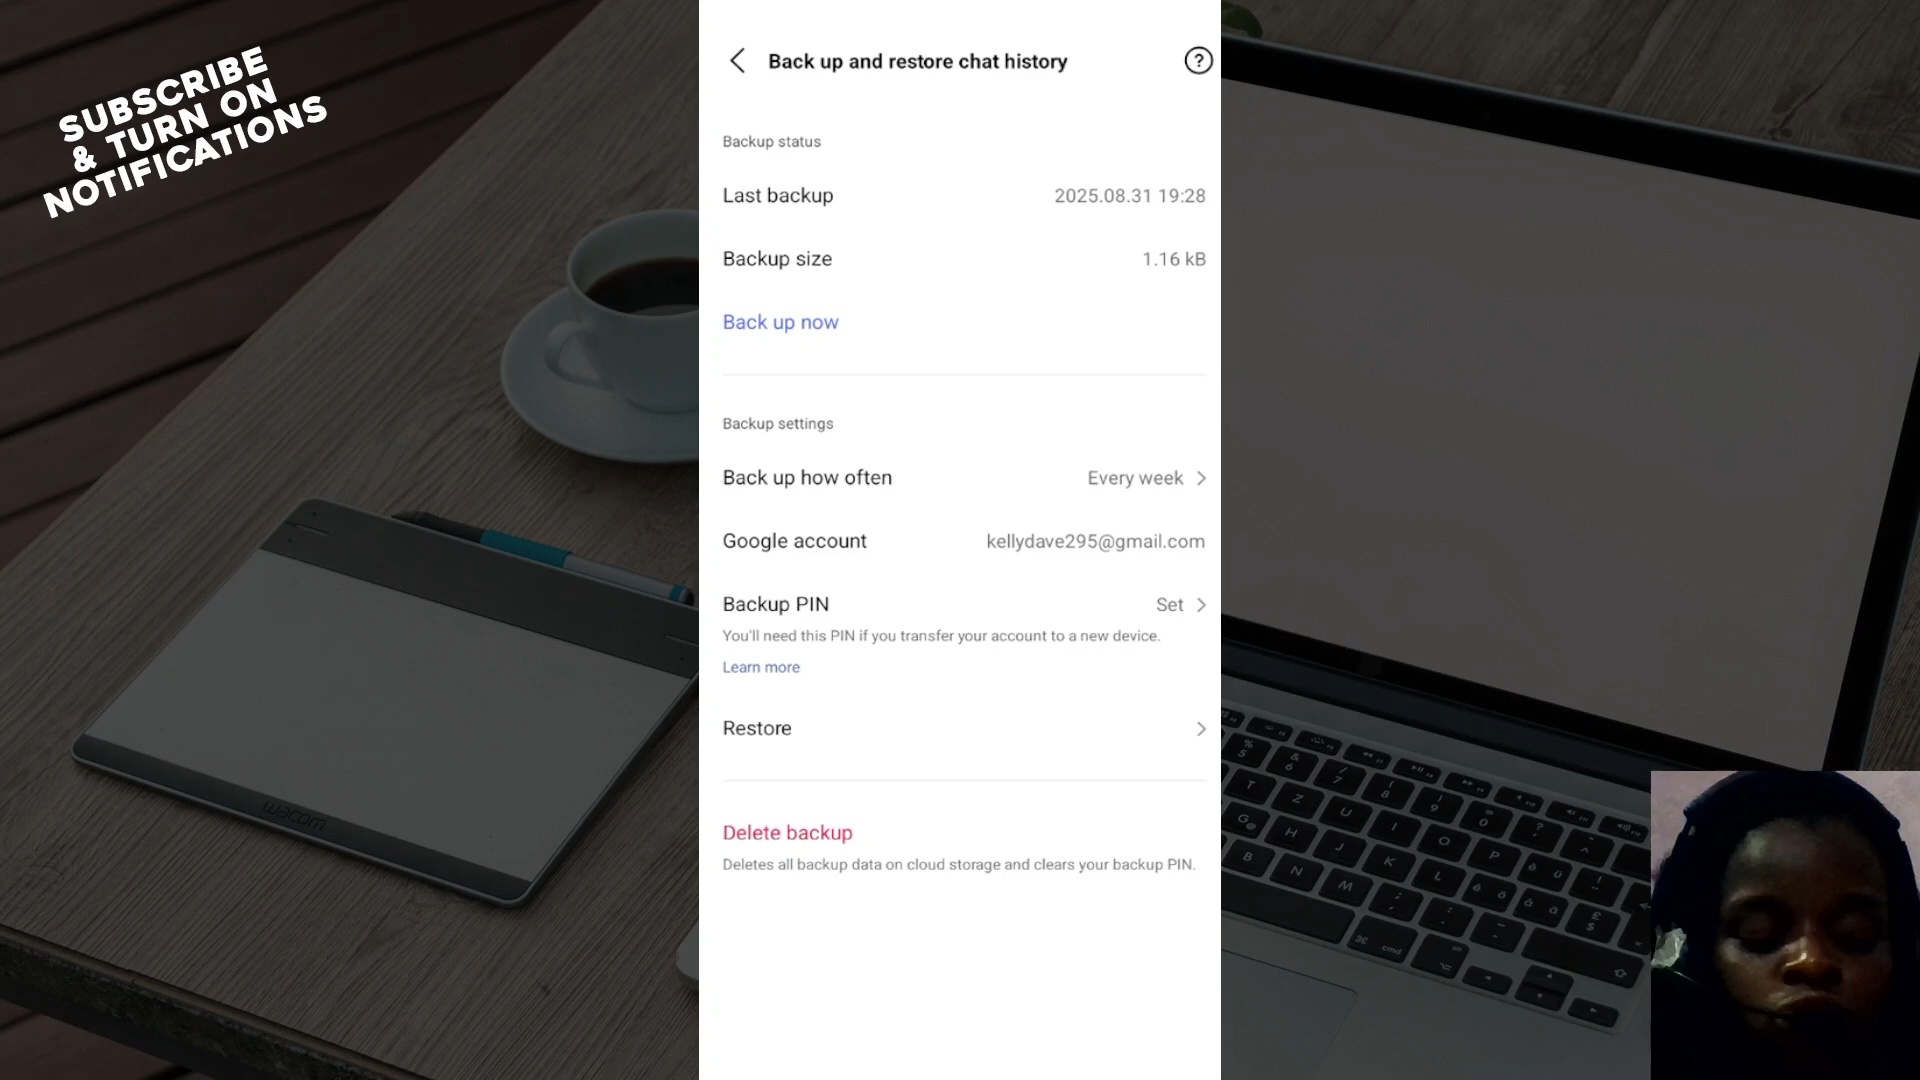 SUBSCRIBE
& TURN ON
NOTIFICATIONS
Back up and restore chat history
?
Backup status
Last backup 2025.08.31 19:28
Backup size 1.16 kB
Back up now
Backup settings
Back up how often Every week
Google account kellydave295@gmail.com
Backup PIN Set
You'll need this PIN if you transfer your account to a new device.
Learn more
Restore
Delete backup
Deletes all backup data on cloud storage and clears your backup PIN.
wacom
T Z U I O P
G H J K L
B N M
cmd